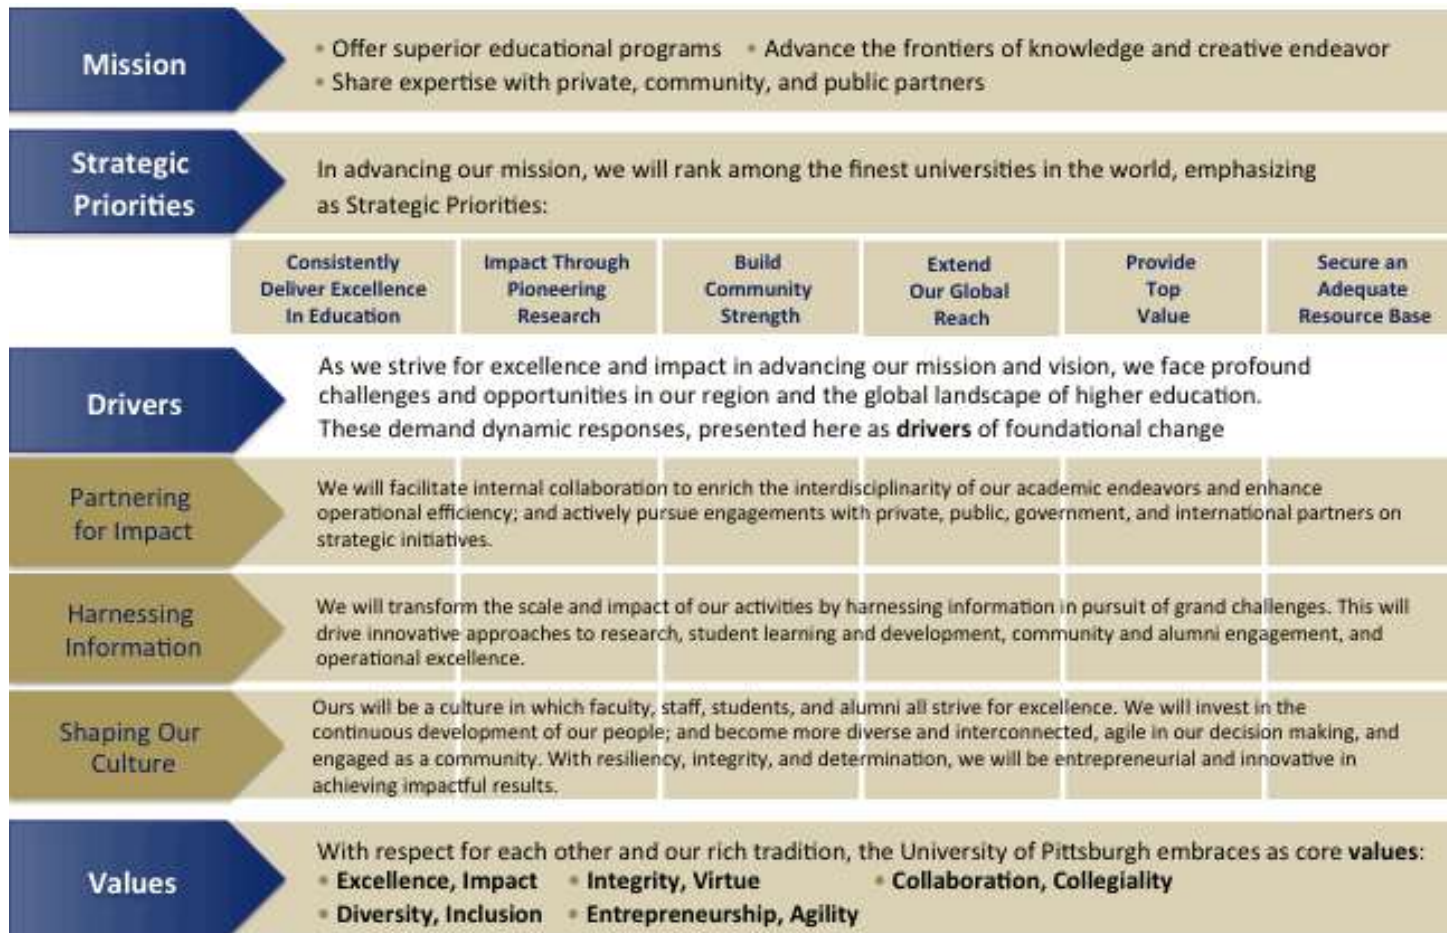 Mission
• Offer superior educational programs • Advance the frontiers of knowledge and creative endeavor
• Share expertise with private, community, and public partners
Strategic
Priorities
In advancing our mission, we will rank among the finest universities in the world, emphasizing
as Strategic Priorities:
Consistently
Deliver Excellence
In Education
Impact Through
Pioneering
Research
Build
Community
Strength
Extend
Our Global
Reach
Provide
Top
Value
Secure an
Adequate
Resource Base
Drivers
As we strive for excellence and impact in advancing our mission and vision, we face profound
challenges and opportunities in our region and the global landscape of higher education.
These demand dynamic responses, presented here as drivers of foundational change
Partnering
for Impact
We will facilitate internal collaboration to enrich the interdisciplinarity of our academic endeavors and enhance
operational efficiency; and actively pursue engagements with private, public, government, and international partners on
strategic initiatives.
Harnessing
Information
We will transform the scale and impact of our activities by harnessing information in pursuit of grand challenges. This will
drive innovative approaches to research, student learning and development, community and alumni engagement, and
operational excellence.
Shaping Our
Culture
Ours will be a culture in which faculty, staff, students, and alumni all strive for excellence. We will invest in the
continuous development of our people; and become more diverse and interconnected, agile in our decision making, and
engaged as a community. With resiliency, integrity, and determination, we will be entrepreneurial and innovative in
achieving impactful results.
Values
With respect for each other and our rich tradition, the University of Pittsburgh embraces as core values:
• Excellence, Impact • Integrity, Virtue • Collaboration, Collegiality
• Diversity, Inclusion • Entrepreneurship, Agility